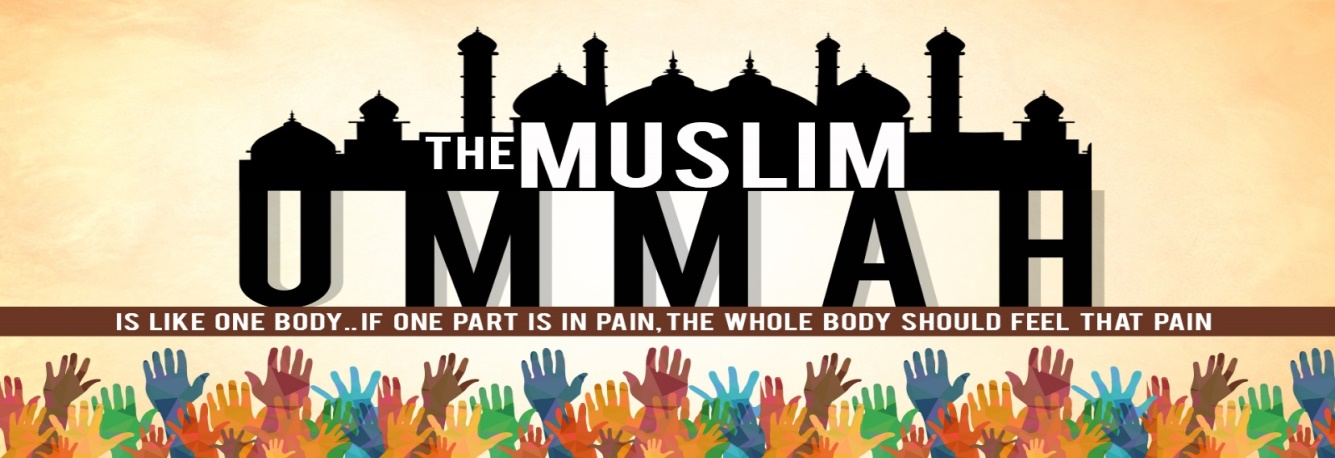 THE MUSLIM
UMMAH
IS LIKE ONE BODY..IF ONE PART IS IN PAIN, THE WHOLE BODY SHOULD FEEL THAT PAIN